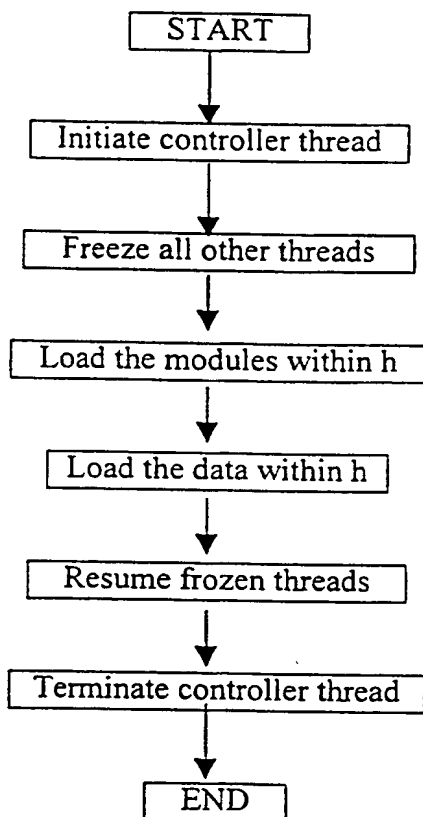 START
Initiate controller thread
Freeze all other threads
Load the modules within h
Load the data within h
Resume frozen threads
Terminate controller thread
END